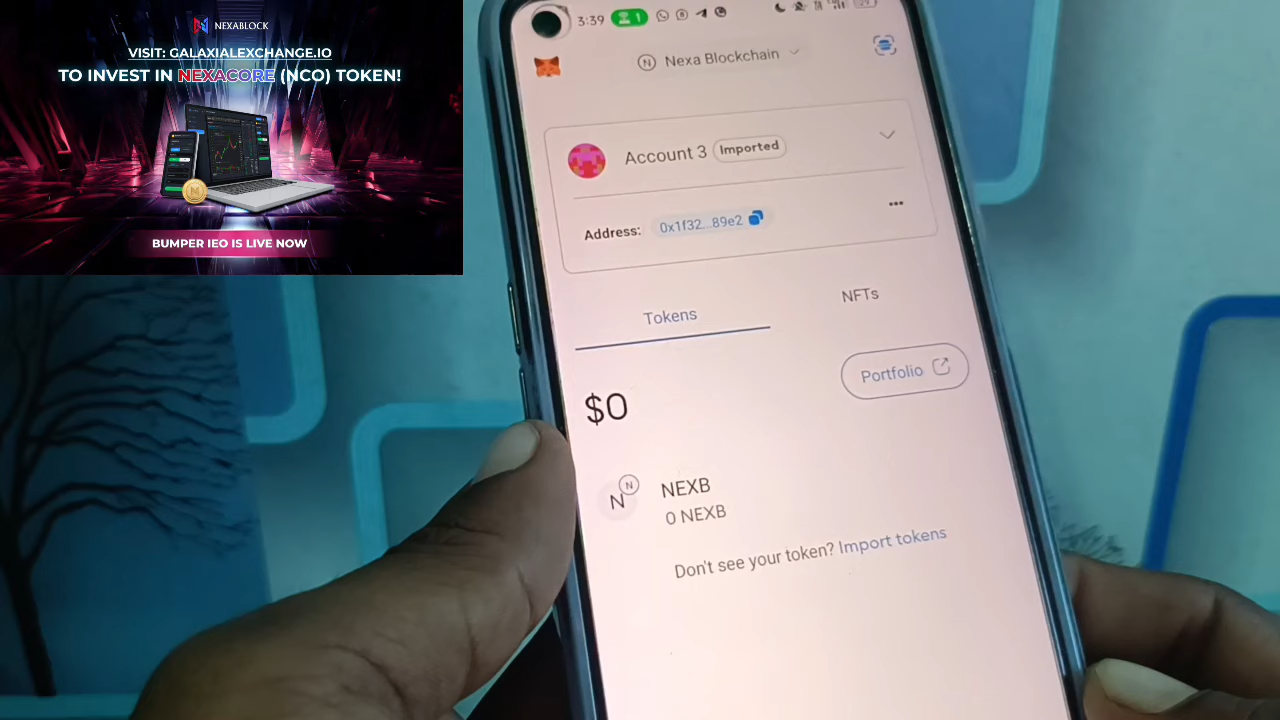 NEXABLOCK
VISIT: GALAXIALEXCHANGE.IO
TO INVEST IN NEXACORE (NCO) TOKEN!
BUMPER IEO IS LIVE NOW
3:39
1
Nexa Blockchain
Account 3 Imported
Address: 0x1f32...89e2
Tokens
NFTs
$0
Portfolio
N
N
NEXB
0 NEXB
Don't see your token? Import tokens